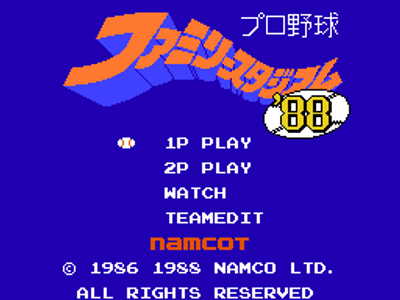 プロ野球
ファミリースタジアム
'88
1P PLAY
2P PLAY
WATCH
TEAMEDIT
namcot
© 1986 1988 NAMCO LTD.
ALL RIGHTS RESERVED